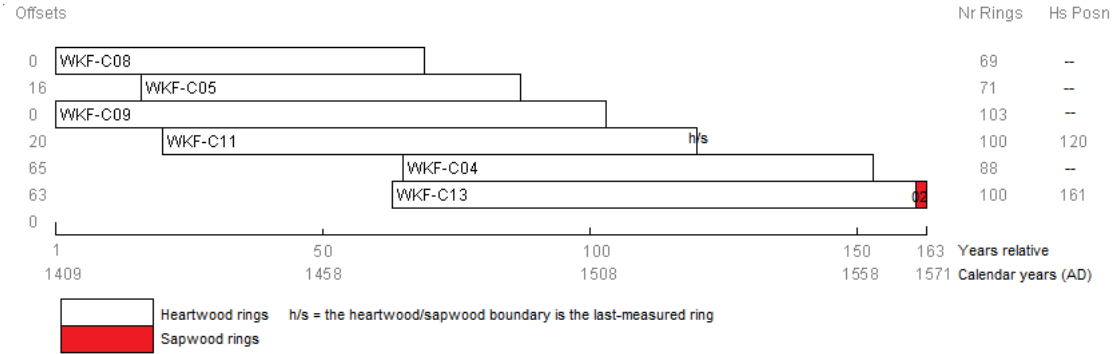 Offsets Nr Rings Hs Posn
0 WKF-C08 69 --
16 WKF-C05 71 --
0 WKF-C09 103 --
20 WKF-C11 h/s 100 120
65 WKF-C04 88 --
63 WKF-C13 02 100 161
0
1 50 100 150 163 Years relative
1409 1458 1508 1558 1571 Calendar years (AD)
Heartwood rings h/s = the heartwood/sapwood boundary is the last-measured ring
Sapwood rings